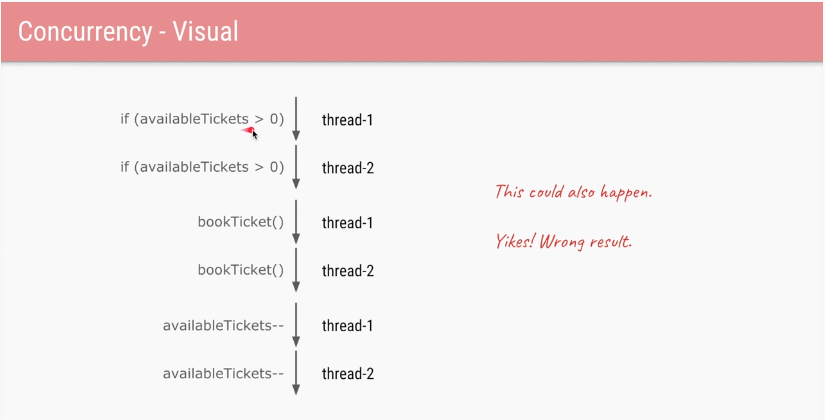 Concurrency - Visual
if (availableTickets > 0) thread-1
if (availableTickets > 0) thread-2
This could also happen.
bookTicket() thread-1
Yikes! Wrong result.
bookTicket() thread-2
availableTickets-- thread-1
availableTickets-- thread-2